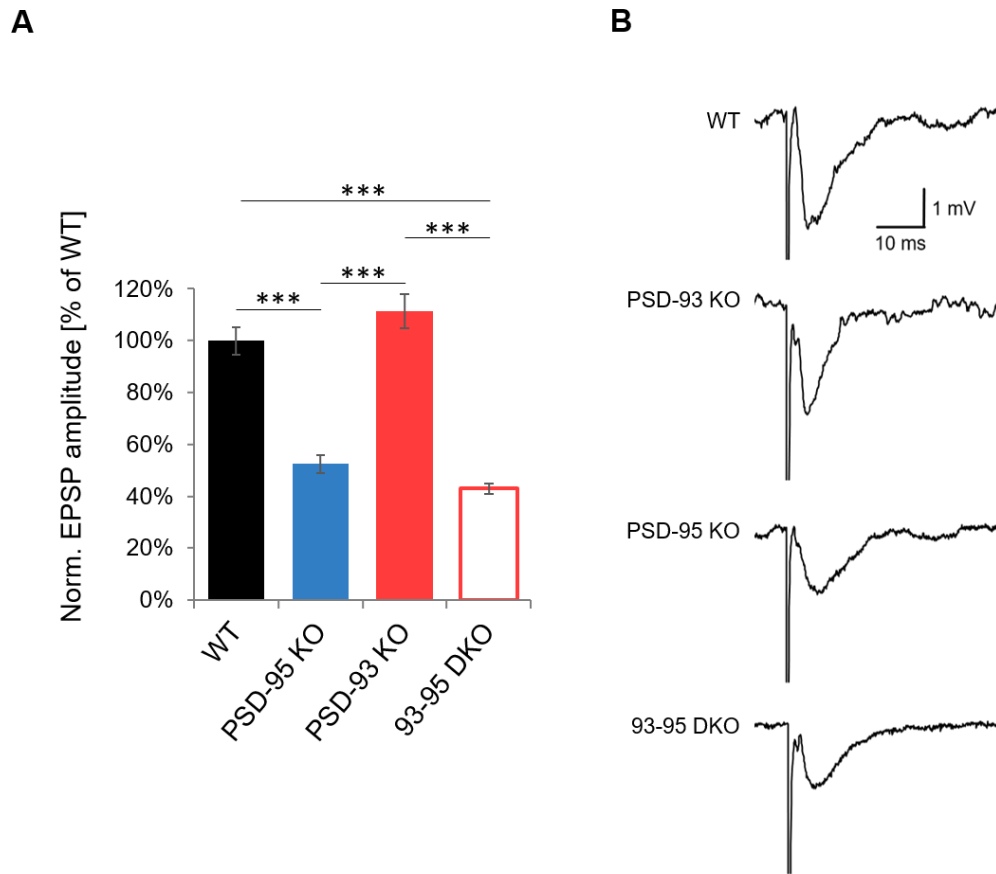 A
Norm. EPSP amplitude [% of WT]
120%
100%
80%
60%
40%
20%
0%
***
***
***
***
WT
PSD-95 KO
PSD-93 KO
93-95 DKO
B
WT
1 mV
10 ms
PSD-93 KO
PSD-95 KO
93-95 DKO